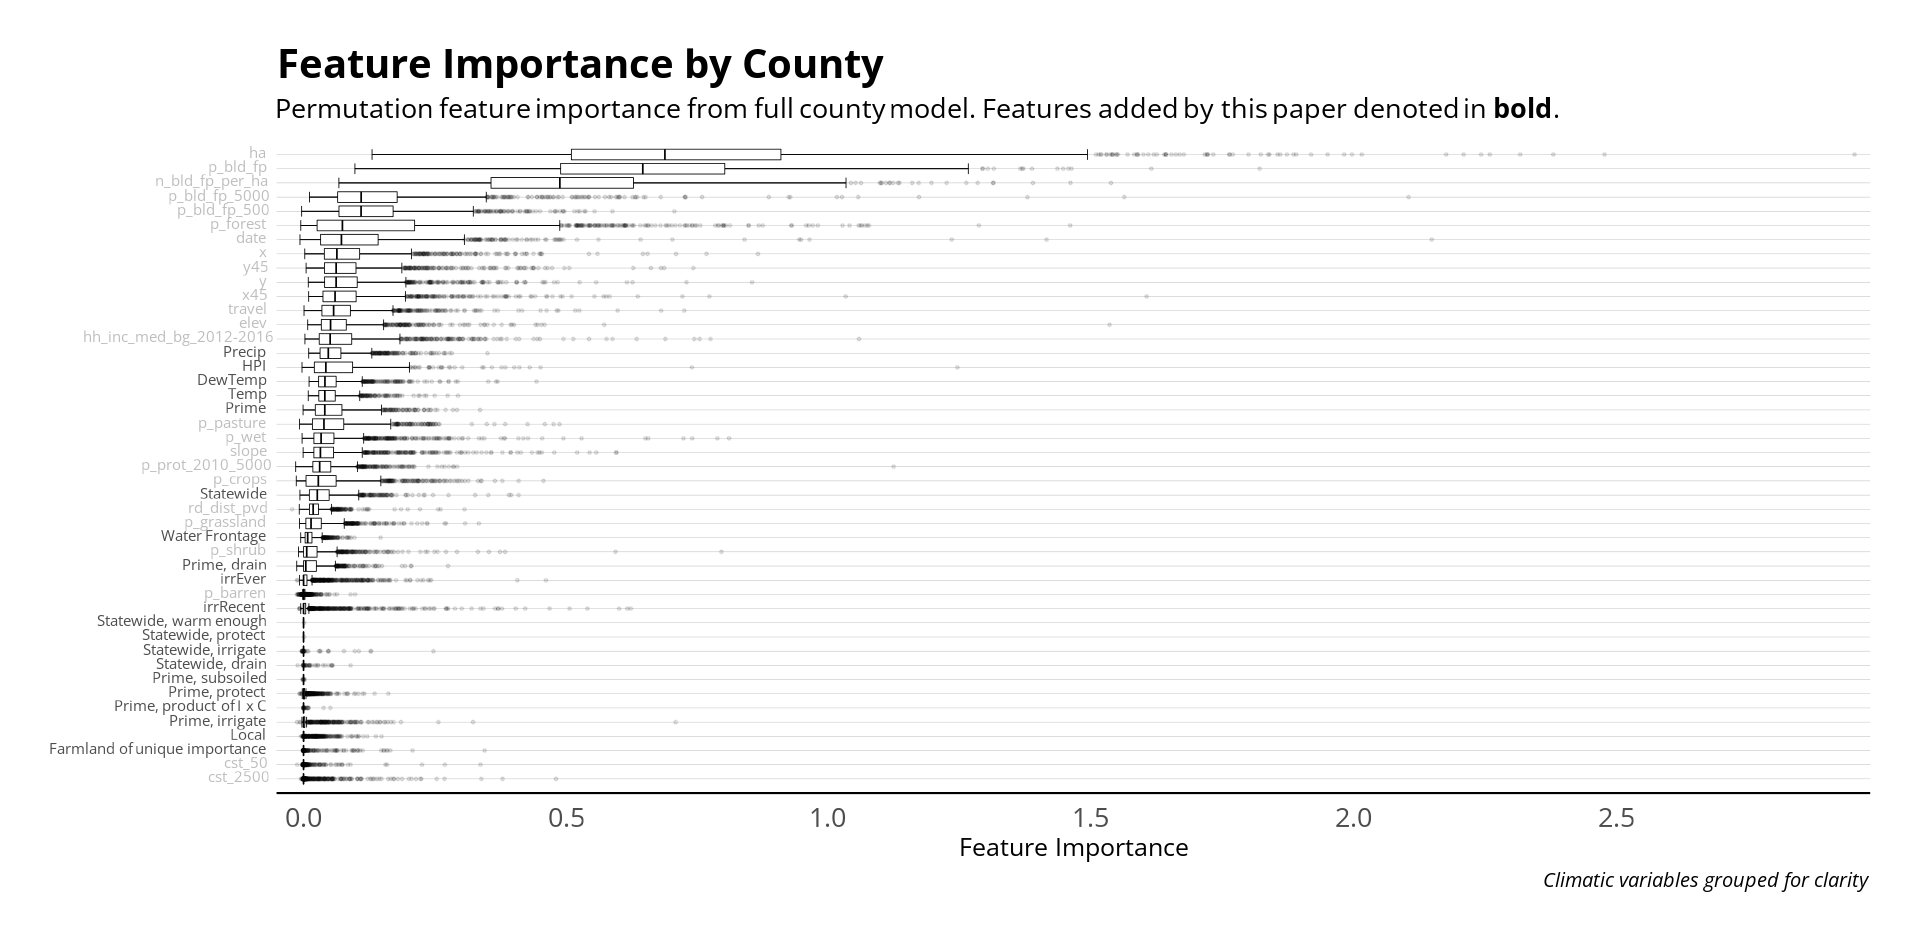 Feature Importance by County
Permutation feature importance from full county model. Features added by this paper denoted in bold.
ha
p_bld_fp
n_bld_fp_per_ha
p_bld_fp_5000
p_bld_fp_500
p_forest
date
x
y45
y
x45
travel
elev
hh_inc_med_bg_2012-2016
Precip
HPI
DewTemp
Temp
Prime
p_pasture
p_wet
slope
p_prot_2010_5000
p_crops
Statewide
rd_dist_pvd
p_grassland
Water Frontage
p_shrub
Prime, drain
irrEver
p_barren
irrRecent
Statewide, warm enough
Statewide, protect
Statewide, irrigate
Statewide, drain
Prime, subsoiled
Prime, protect
Prime, product of I x C
Prime, irrigate
Local
Farmland of unique importance
cst_50
cst_2500
0.0 0.5 1.0 1.5 2.0 2.5
Feature Importance
Climatic variables grouped for clarity